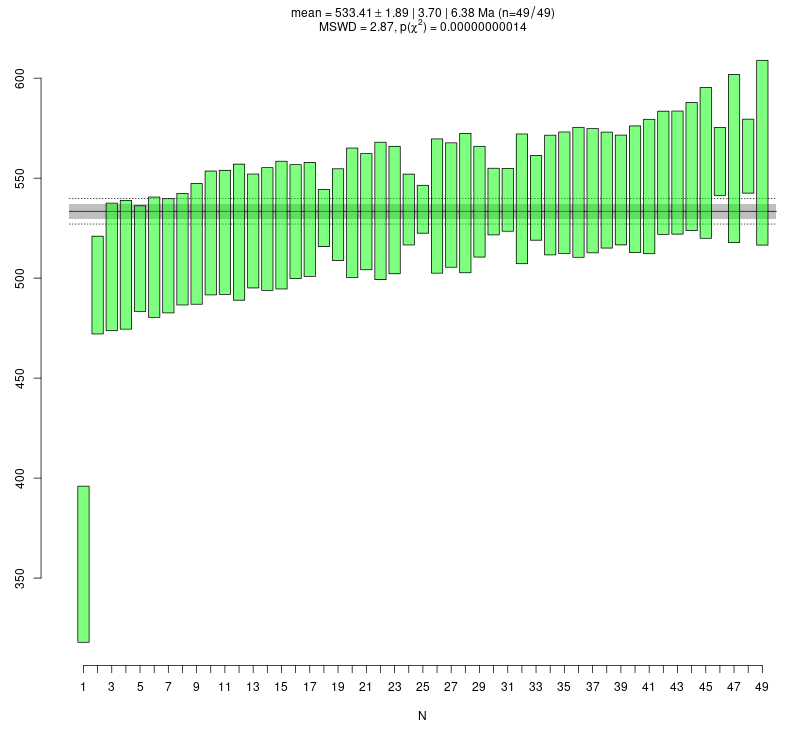 mean = 533.41 ± 1.89 | 3.70 | 6.38 Ma (n=49/49)
MSWD = 2.87, p(χ²) = 0.00000000014
600
550
500
450
400
350
1 3 5 7 9 11 13 15 17 19 21 23 25 27 29 31 33 35 37 39 41 43 45 47 49
N